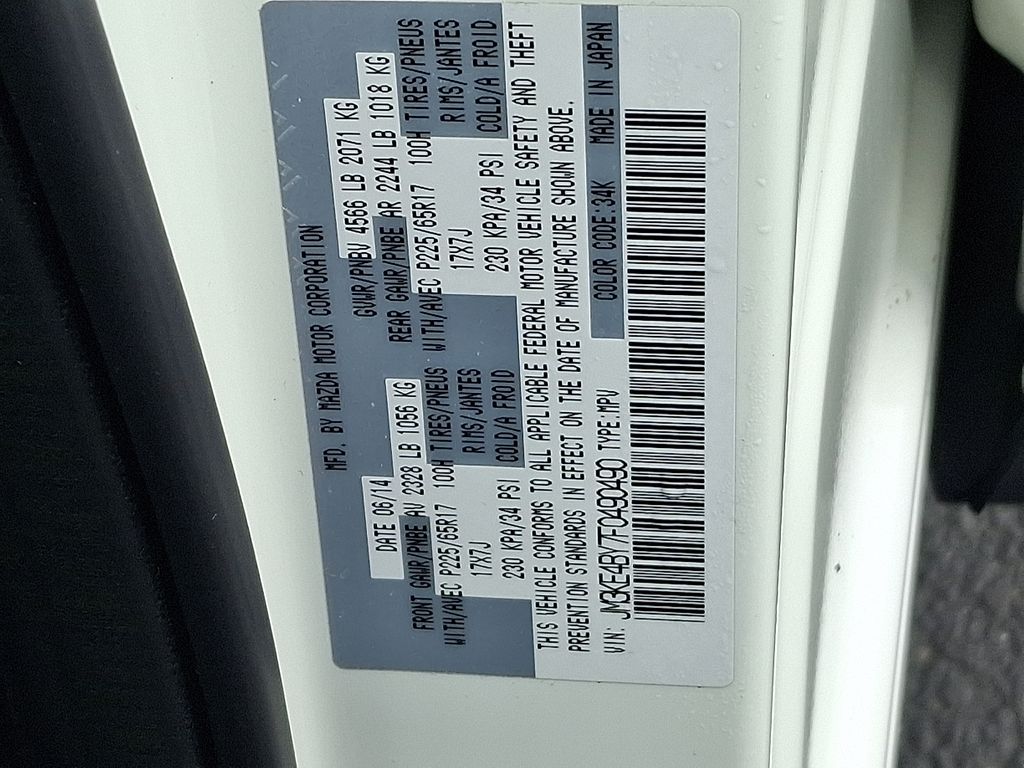 MFD. BY MAZDA MOTOR CORPORATION
DATE 06/14 GVWR/PNBV 4566 LB 2071 KG
FRONT GAWR/PNBE AV 2328 LB 1056 KG REAR GAWR/PNBE AR 2244 LB 1018 KG
WITH/AVEC P225/65R17 100H TIRES/PNEUS WITH/AVEC P225/65R17 100H TIRES/PNEUS
17X7J RIMS/JANTES 17X7J RIMS/JANTES
230 KPA/34 PSI COLD/A FROID 230 KPA/34 PSI COLD/A FROID
THIS VEHICLE CONFORMS TO ALL APPLICABLE FEDERAL MOTOR VEHICLE SAFETY AND THEFT
PREVENTION STANDARDS IN EFFECT ON THE DATE OF MANUFACTURE SHOWN ABOVE.
VIN: JM3KE4BY7F0490490 TYPE:MPV COLOR CODE:34K MADE IN JAPAN